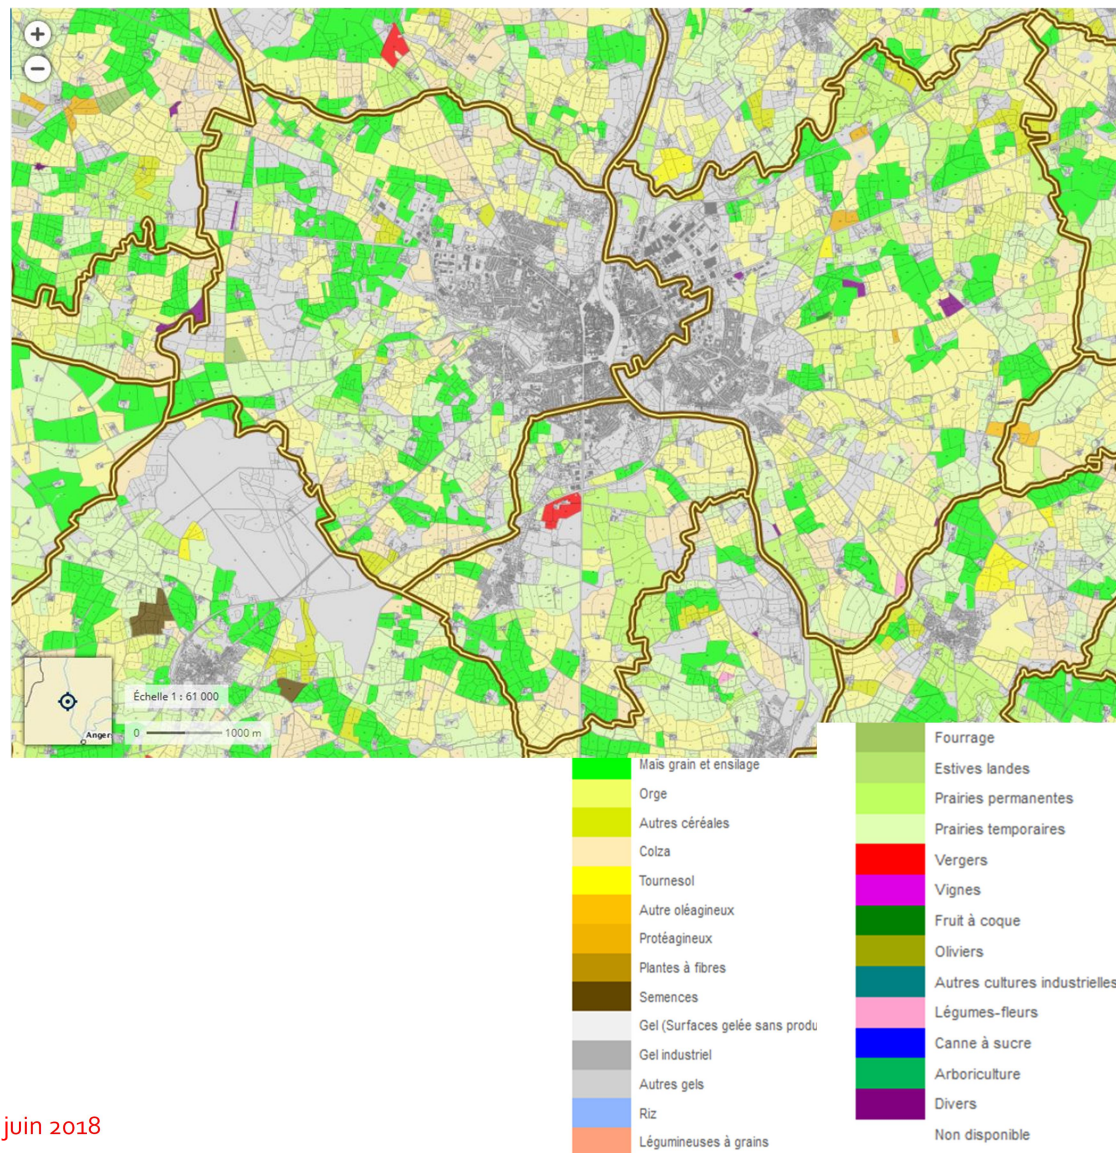 +
−
Échelle 1 : 61 000
0 1000 m
Angers
Maïs grain et ensilage
Orge
Autres céréales
Colza
Tournesol
Autre oléagineux
Protéagineux
Plantes à fibres
Semences
Gel (Surfaces gelée sans produ
Gel industriel
Autres gels
Riz
Légumineuses à grains
Fourrage
Estives landes
Prairies permanentes
Prairies temporaires
Vergers
Vignes
Fruit à coque
Oliviers
Autres cultures industrielles
Légumes-fleurs
Canne à sucre
Arboriculture
Divers
Non disponible
juin 2018